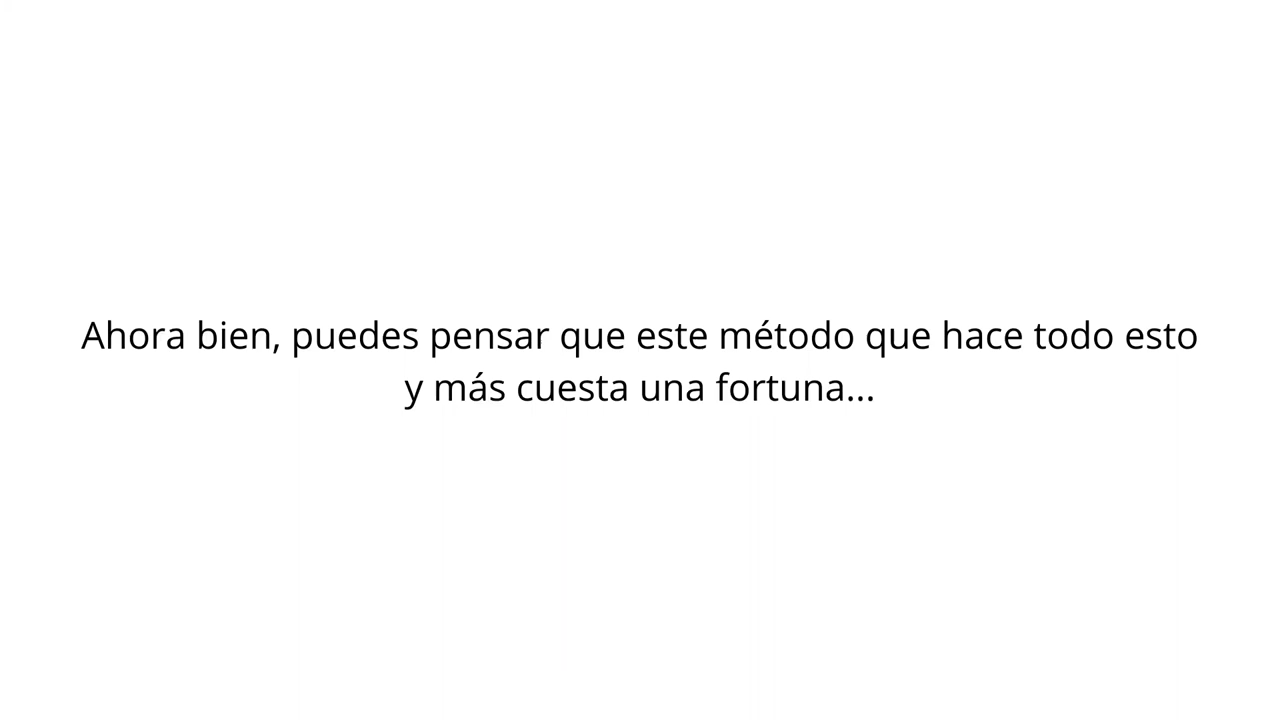 Ahora bien, puedes pensar que este método que hace todo esto
y más cuesta una fortuna...